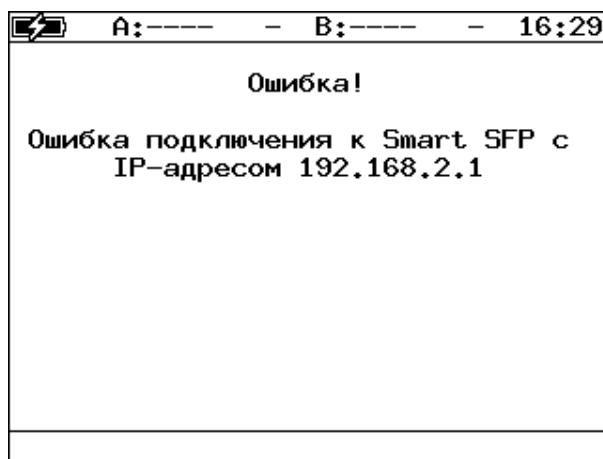 A:---- - B:---- - 16:29
Ошибка!
Ошибка подключения к Smart SFP с
IP-адресом 192.168.2.1